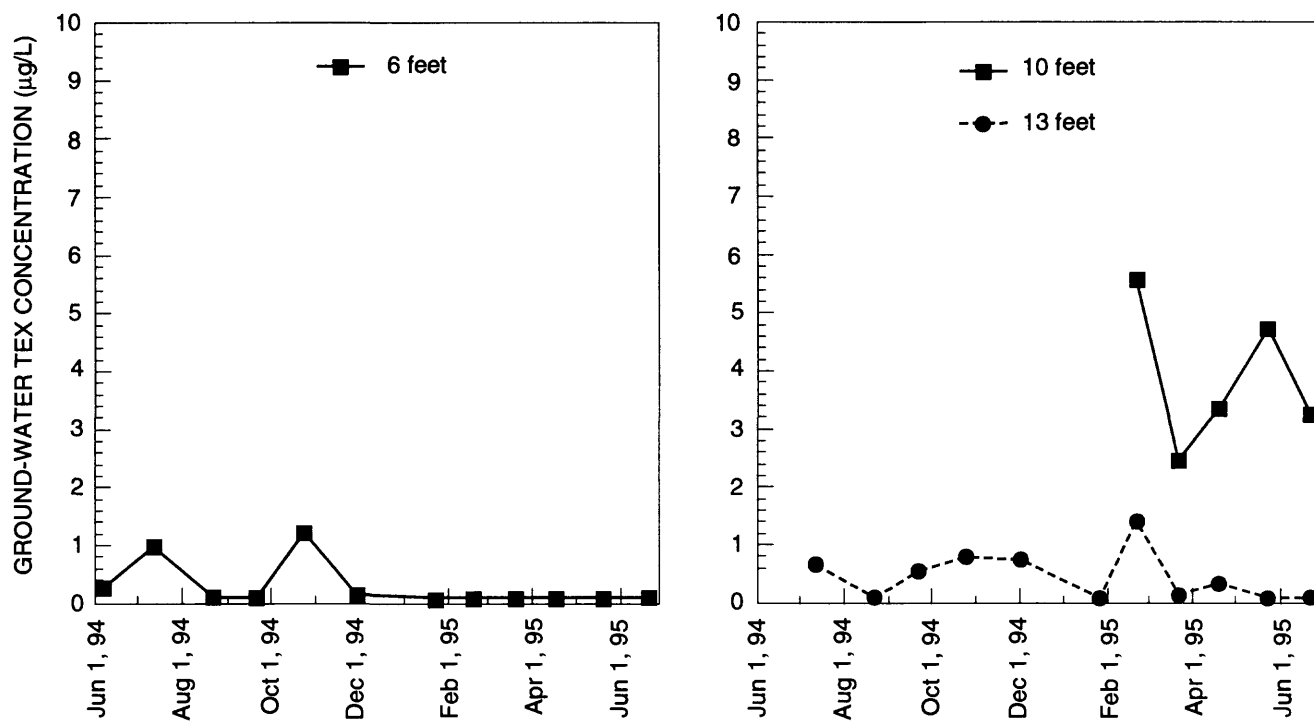 GROUND-WATER TEX CONCENTRATION (µg/L)
10
9
8
7
6
5
4
3
2
1
0
6 feet
Jun 1, 94
Aug 1, 94
Oct 1, 94
Dec 1, 94
Feb 1, 95
Apr 1, 95
Jun 1, 95
10
9
8
7
6
5
4
3
2
1
0
10 feet
13 feet
Jun 1, 94
Aug 1, 94
Oct 1, 94
Dec 1, 94
Feb 1, 95
Apr 1, 95
Jun 1, 95